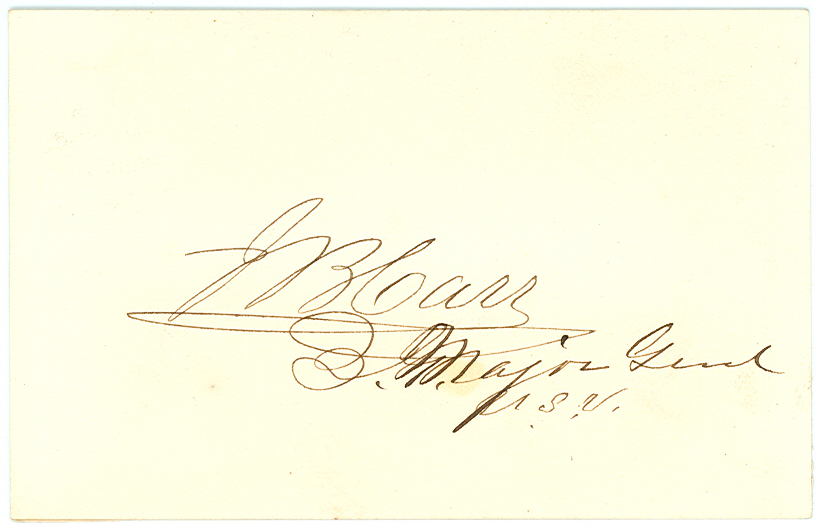 J B Carr
B. Major Genl
U.S.V.